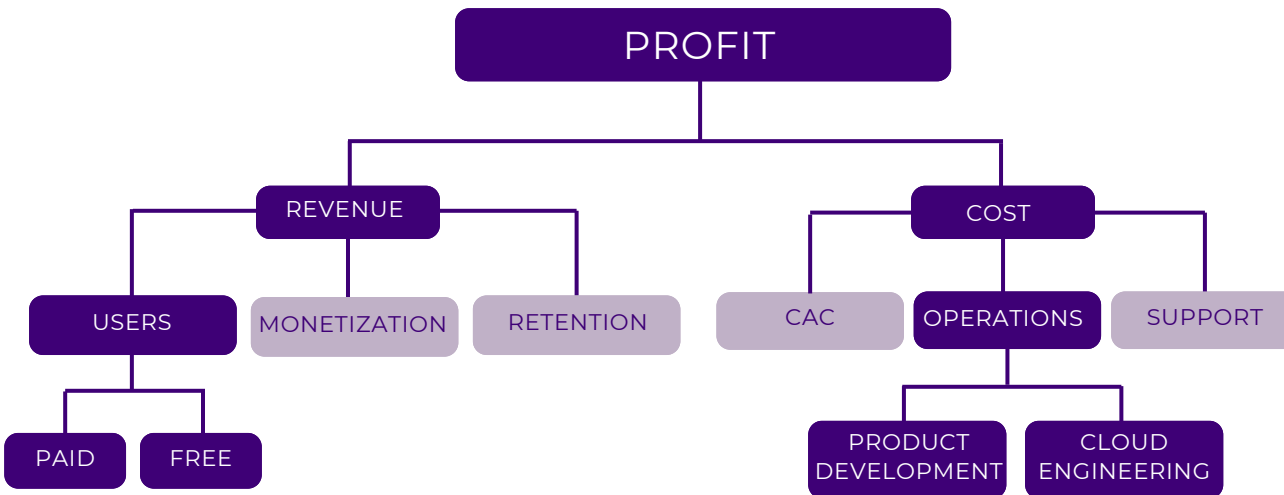 PROFIT
REVENUE
COST
USERS
MONETIZATION
RETENTION
CAC
OPERATIONS
SUPPORT
PAID
FREE
PRODUCT
DEVELOPMENT
CLOUD
ENGINEERING